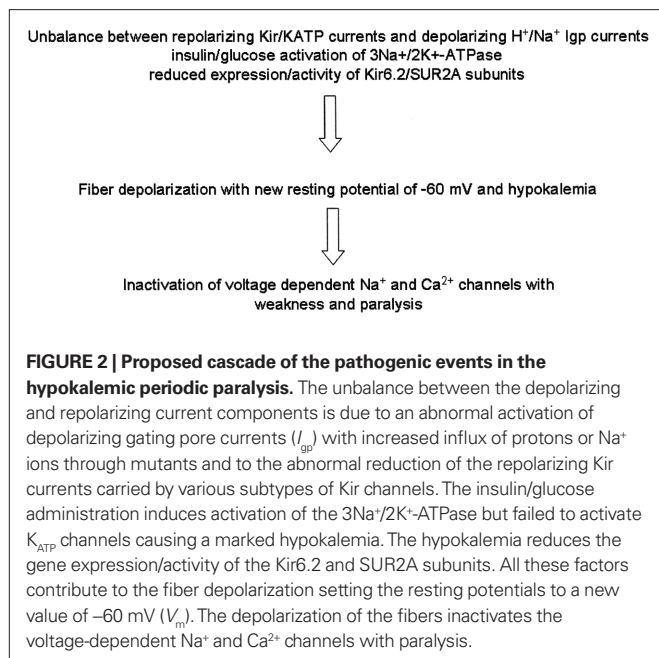 Unbalance between repolarizing Kir/KATP currents and depolarizing H⁺/Na⁺ Igp currents
insulin/glucose activation of 3Na+/2K+-ATPase
reduced expression/activity of Kir6.2/SUR2A subunits
Fiber depolarization with new resting potential of -60 mV and hypokalemia
Inactivation of voltage dependent Na⁺ and Ca²⁺ channels with
weakness and paralysis
FIGURE 2 | Proposed cascade of the pathogenic events in the
hypokalemic periodic paralysis. The unbalance between the depolarizing
and repolarizing current components is due to an abnormal activation of
depolarizing gating pore currents (I_gp) with increased influx of protons or Na⁺
ions through mutants and to the abnormal reduction of the repolarizing Kir
currents carried by various subtypes of Kir channels. The insulin/glucose
administration induces activation of the 3Na⁺/2K⁺-ATPase but failed to activate
K_ATP channels causing a marked hypokalemia. The hypokalemia reduces the
gene expression/activity of the Kir6.2 and SUR2A subunits. All these factors
contribute to the fiber depolarization setting the resting potentials to a new
value of –60 mV (V_m). The depolarization of the fibers inactivates the
voltage-dependent Na⁺ and Ca²⁺ channels with paralysis.